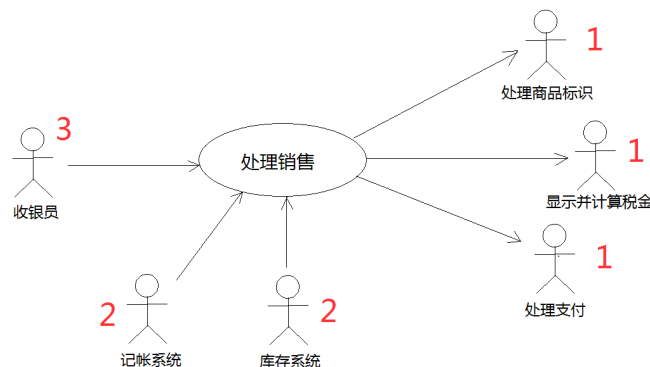 1
处理商品标识
3
处理销售
1
收银员
显示并计算税金
1
处理支付
2
2
记帐系统
库存系统